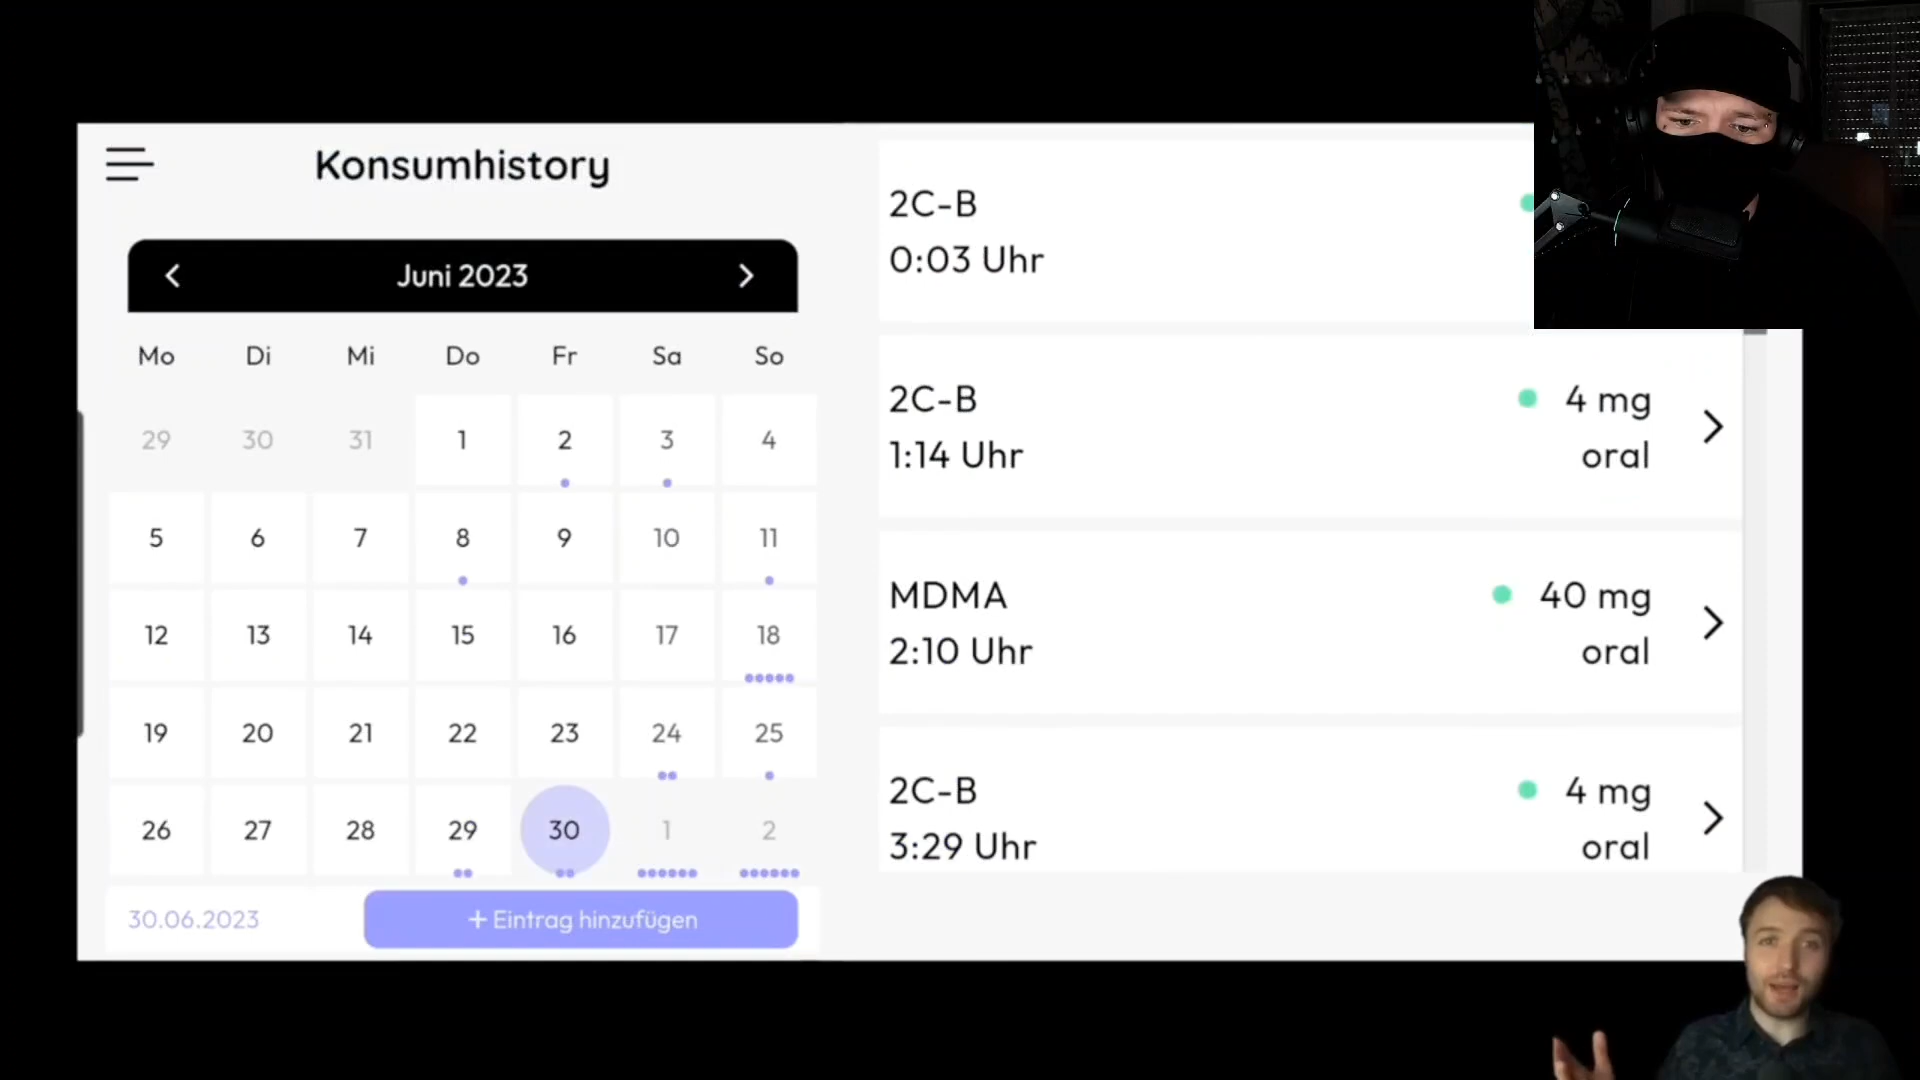 Konsumhistory
Juni 2023
Mo Di Mi Do Fr Sa So
29 30 31 1 2 3 4
5 6 7 8 9 10 11
12 13 14 15 16 17 18
19 20 21 22 23 24 25
26 27 28 29 30 1 2
30.06.2023
+ Eintrag hinzufügen
2C-B
0:03 Uhr
2C-B 4 mg
1:14 Uhr oral
MDMA 40 mg
2:10 Uhr oral
2C-B 4 mg
3:29 Uhr oral